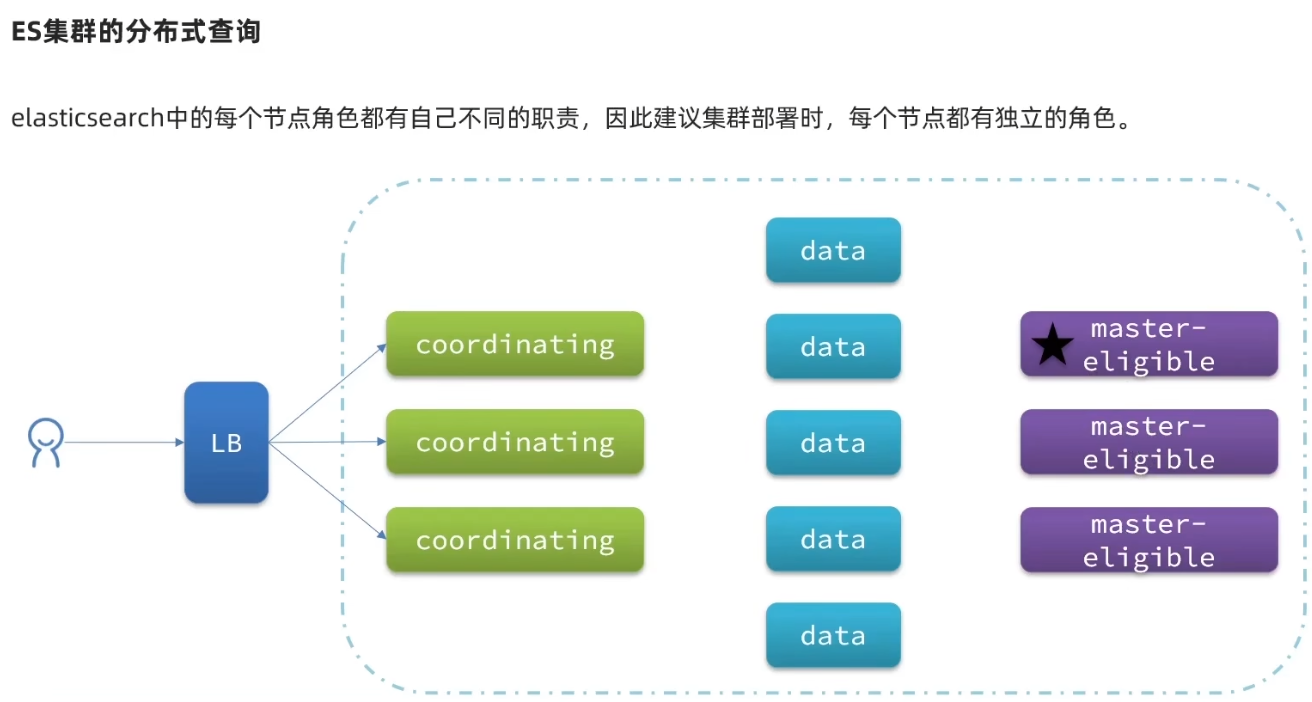 ES集群的分布式查询
elasticsearch中的每个节点角色都有自己不同的职责，因此建议集群部署时，每个节点都有独立的角色。
LB
coordinating
coordinating
coordinating
data
data
data
data
data
master-
eligible
master-
eligible
master-
eligible